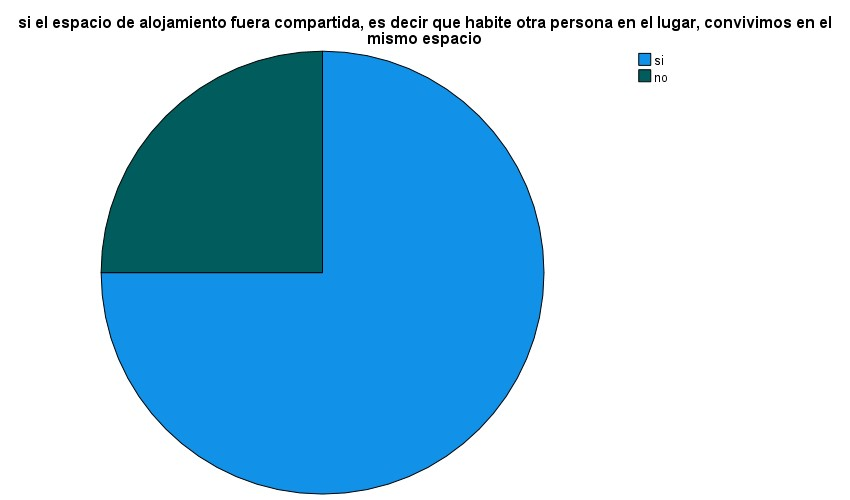 si el espacio de alojamiento fuera compartida, es decir que habite otra persona en el lugar, convivimos en el
mismo espacio
si
no